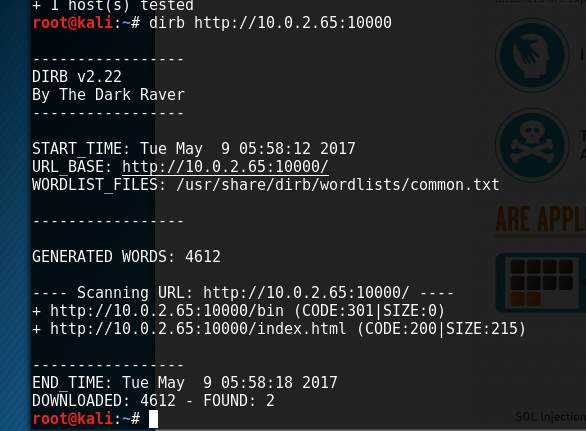 + 1 host(s) tested
root@kali:~# dirb http://10.0.2.65:10000
-----------------
DIRB v2.22
By The Dark Raver
-----------------
START_TIME: Tue May  9 05:58:12 2017
URL_BASE: http://10.0.2.65:10000/
WORDLIST_FILES: /usr/share/dirb/wordlists/common.txt
-----------------
GENERATED WORDS: 4612
---- Scanning URL: http://10.0.2.65:10000/ ----
+ http://10.0.2.65:10000/bin (CODE:301|SIZE:0)
+ http://10.0.2.65:10000/index.html (CODE:200|SIZE:215)
-----------------
END_TIME: Tue May  9 05:58:18 2017
DOWNLOADED: 4612 - FOUND: 2
root@kali:~#
ARE APPL
SQL Injection